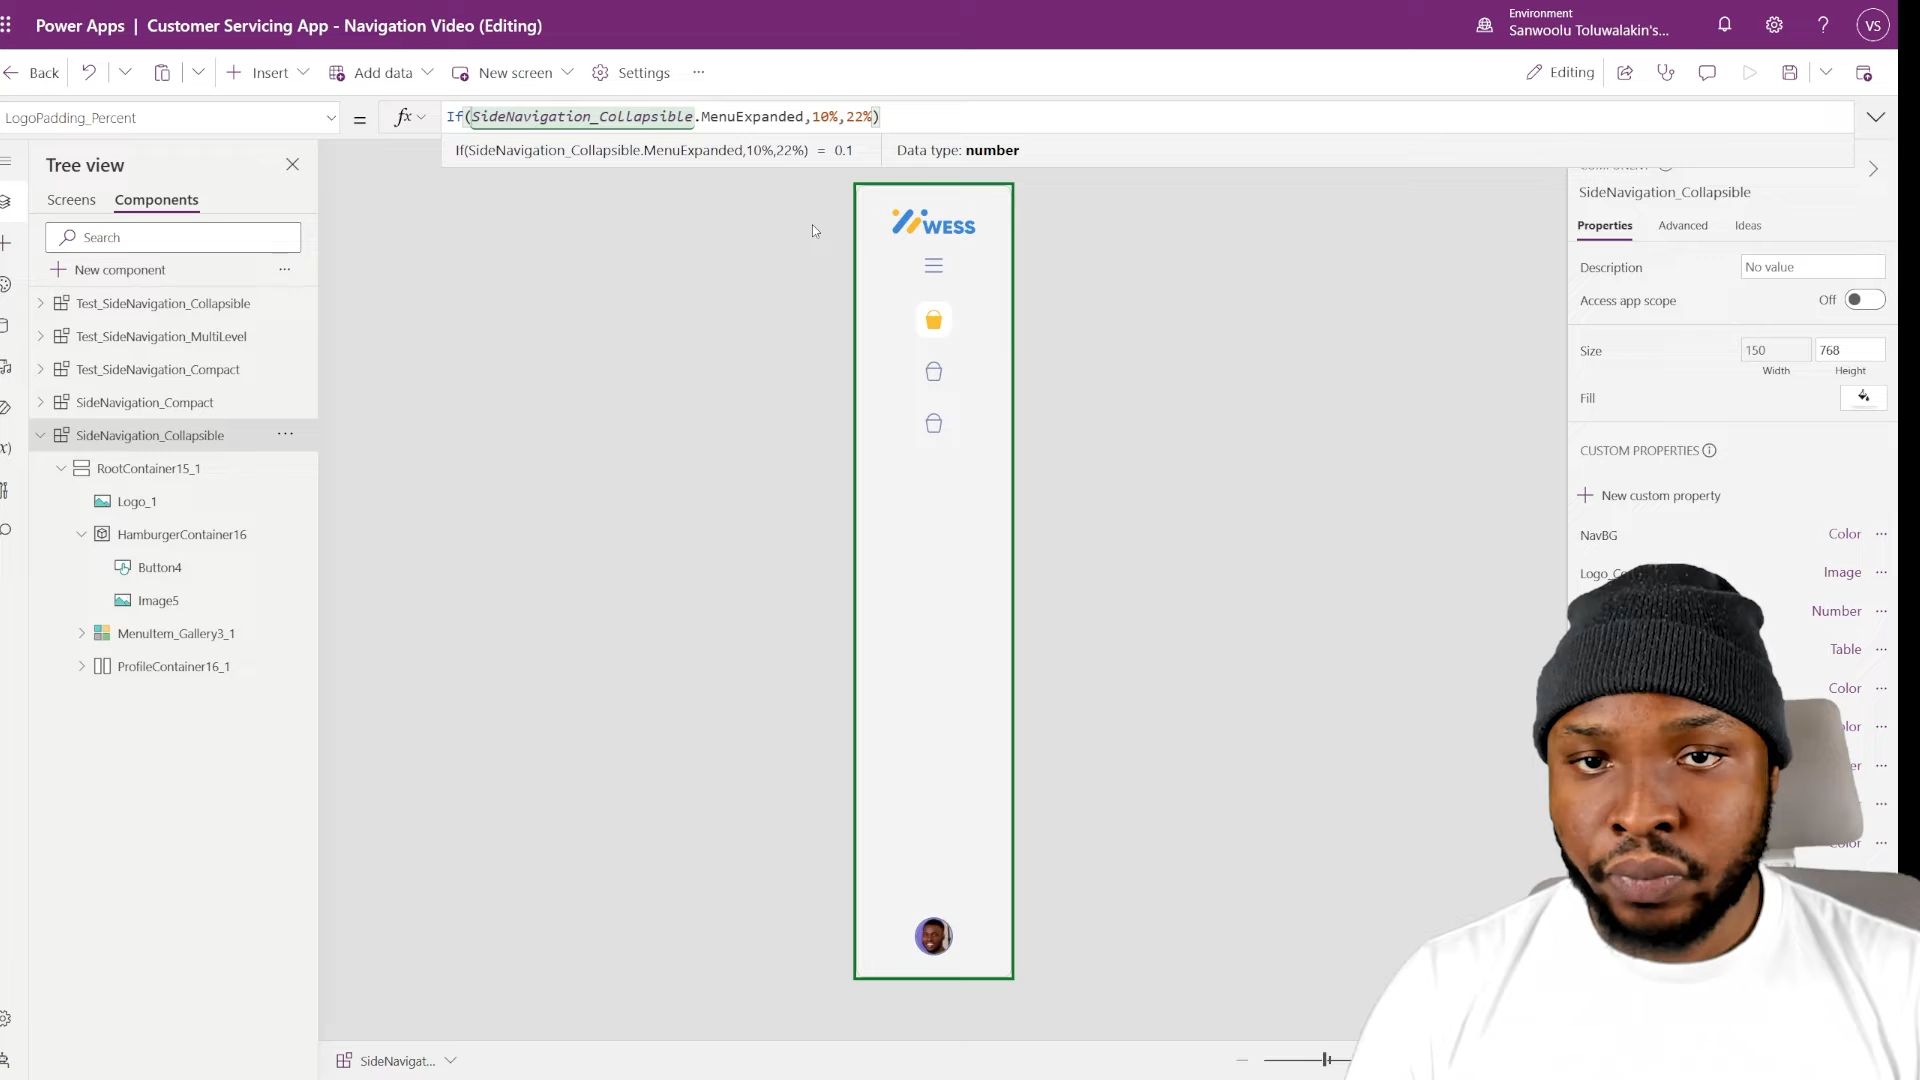 Power Apps | Customer Servicing App - Navigation Video (Editing)
Environment
Sanwoolu Toluwalakin's...
VS
Back
Insert
Add data
New screen
Settings
Editing
LogoPadding_Percent
= fx If(SideNavigation_Collapsible.MenuExpanded,10%,22%)
If(SideNavigation_Collapsible.MenuExpanded,10%,22%) = 0.1
Data type: number
Tree view
Screens
Components
Search
New component
Test_SideNavigation_Collapsible
Test_SideNavigation_MultiLevel
Test_SideNavigation_Compact
SideNavigation_Compact
SideNavigation_Collapsible
RootContainer15_1
Logo_1
HamburgerContainer16
Button4
Image5
MenuItem_Gallery3_1
ProfileContainer16_1
WESS
SideNavigat...
SideNavigation_Collapsible
Properties
Advanced
Ideas
Description
No value
Access app scope
Off
Size
150
768
Width
Height
Fill
CUSTOM PROPERTIES
New custom property
NavBG
Color
Image
Number
Table
Color